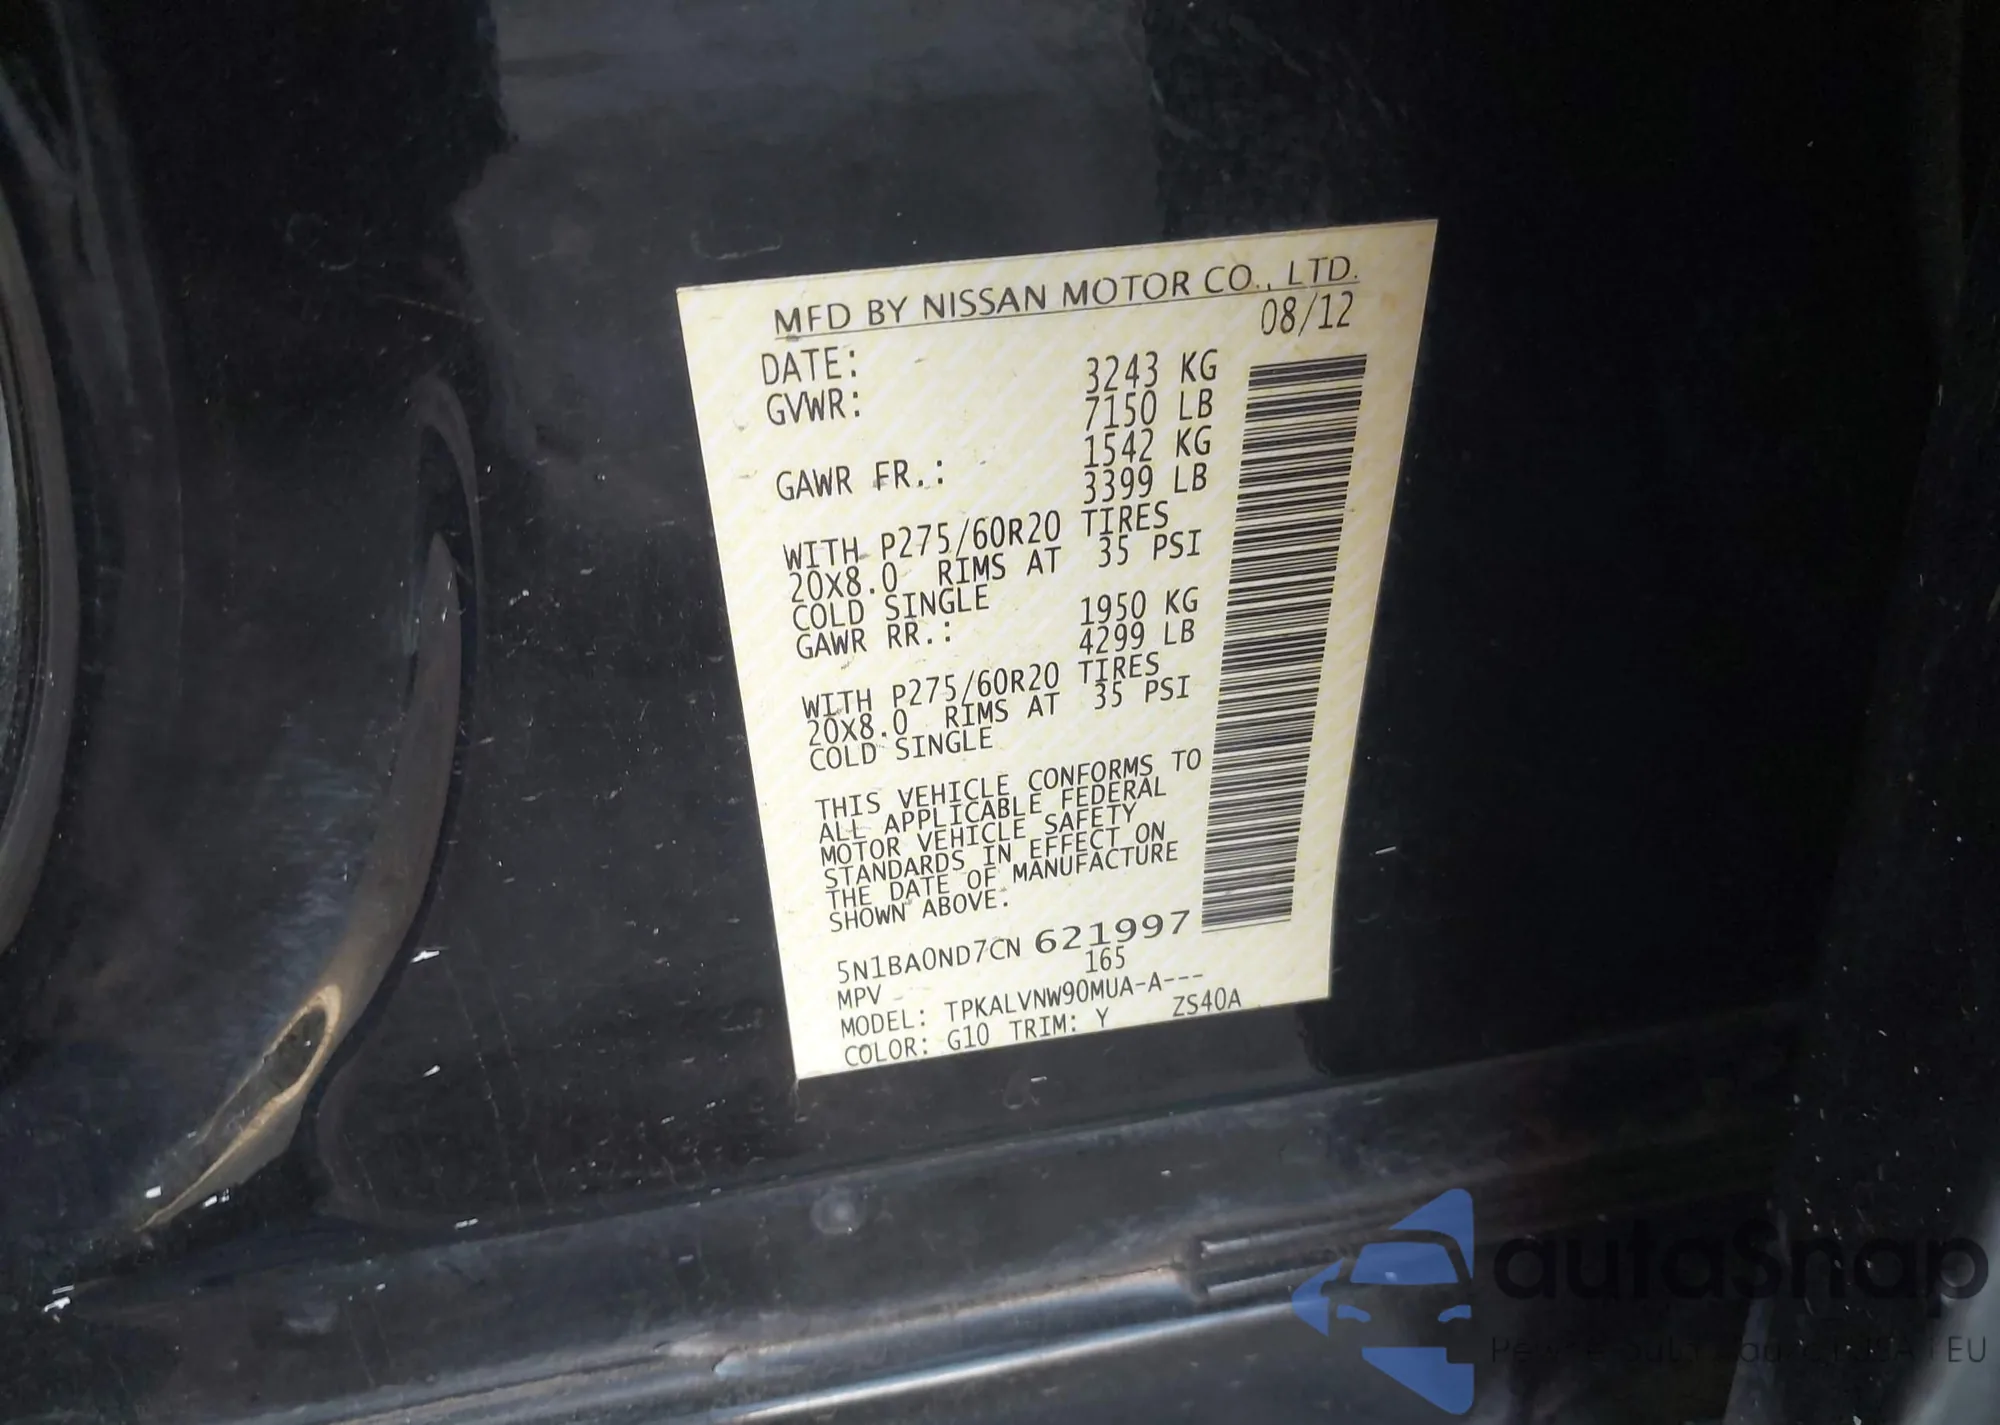 MFD BY NISSAN MOTOR CO., LTD.
08/12
DATE:
GVWR: 3243 KG
7150 LB
GAWR FR.: 1542 KG
3399 LB
WITH P275/60R20 TIRES
20X8.0 RIMS AT 35 PSI
COLD SINGLE
GAWR RR.: 1950 KG
4299 LB
WITH P275/60R20 TIRES
20X8.0 RIMS AT 35 PSI
COLD SINGLE
THIS VEHICLE CONFORMS TO
ALL APPLICABLE FEDERAL
MOTOR VEHICLE SAFETY
STANDARDS IN EFFECT ON
THE DATE OF MANUFACTURE
SHOWN ABOVE.
5N1BA0ND7CN 621997
MPV 165
MODEL: TPKALVNW90MUA-A---
COLOR: G10 TRIM: Y ZS40A
autaSnap
EU